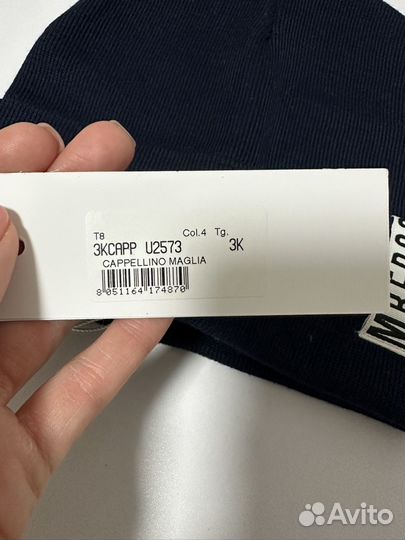 T8 Col.4 Tg.
3KCAPP U2573 3K
CAPPELLINO MAGLIA
8 051164 174870
Avito